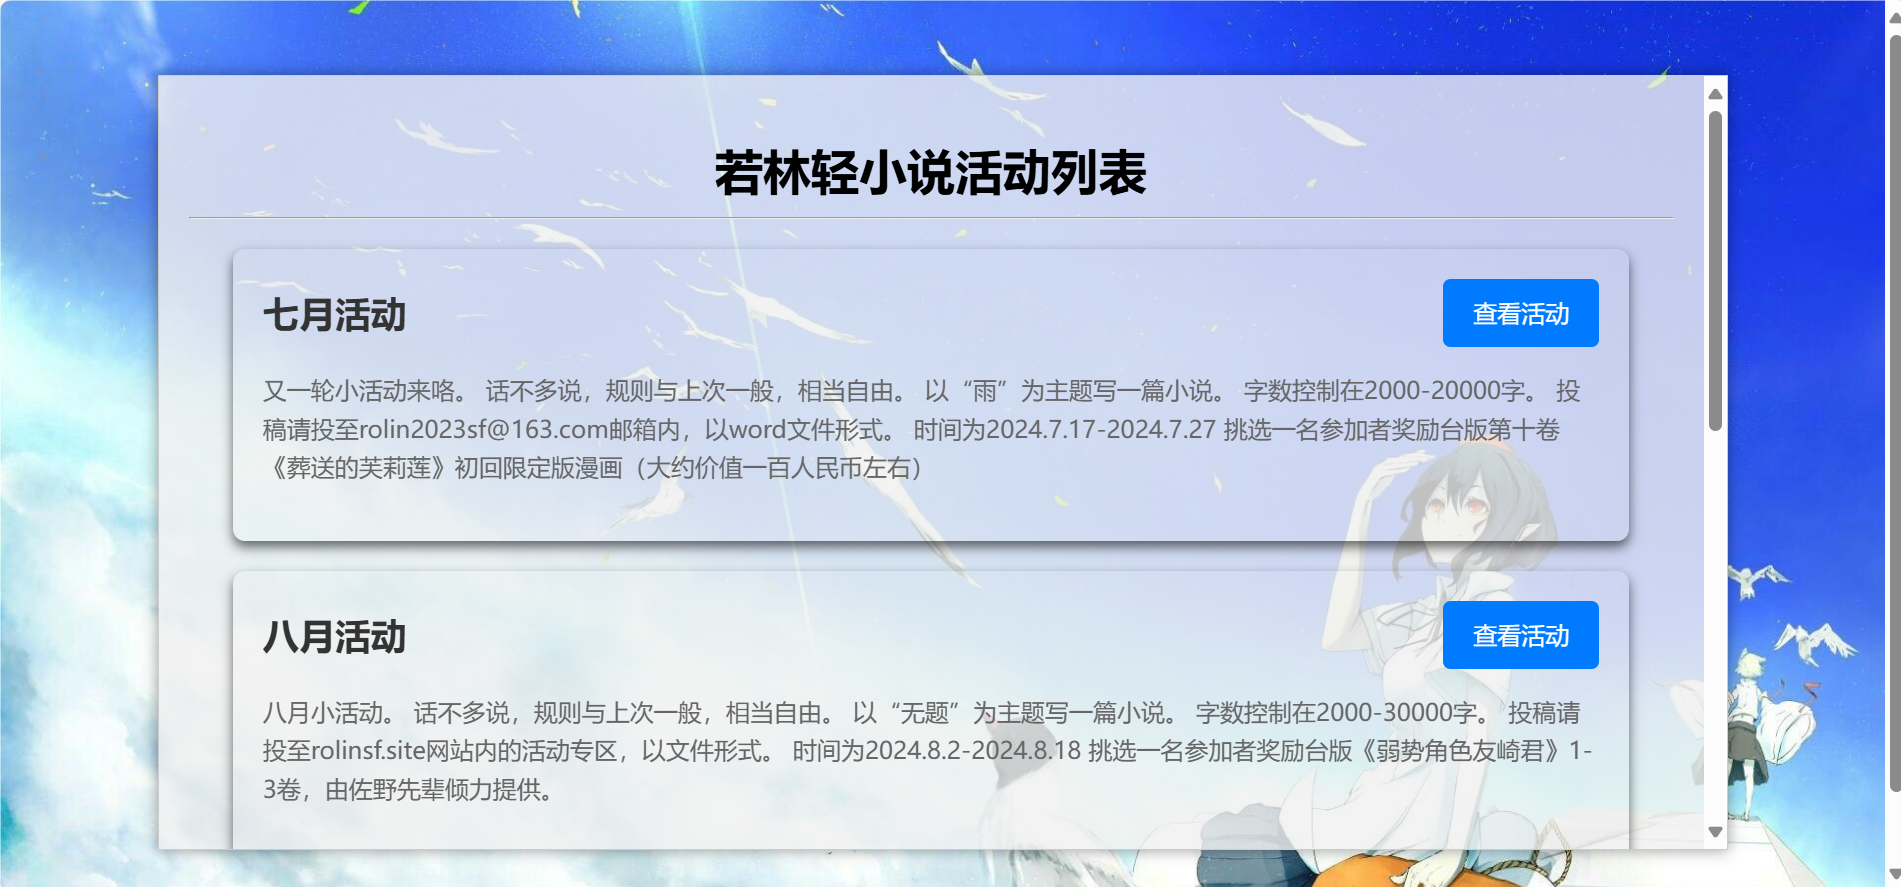 若林轻小说活动列表
七月活动
查看活动
又一轮小活动来咯。 话不多说，规则与上次一般，相当自由。 以“雨”为主题写一篇小说。 字数控制在2000-20000字。 投
稿请投至rolin2023sf@163.com邮箱内，以word文件形式。 时间为2024.7.17-2024.7.27 挑选一名参加者奖励台版第十卷
《葬送的芙莉莲》初回限定版漫画（大约价值一百人民币左右）
八月活动
查看活动
八月小活动。 话不多说，规则与上次一般，相当自由。 以“无题”为主题写一篇小说。 字数控制在2000-30000字。 投稿请
投至rolinsf.site网站内的活动专区，以文件形式。 时间为2024.8.2-2024.8.18 挑选一名参加者奖励台版《弱势角色友崎君》1-
3卷，由佐野先辈倾力提供。